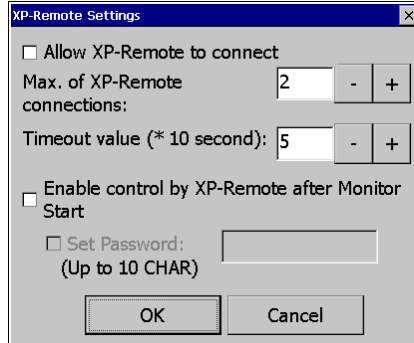 XP-Remote Settings
Allow XP-Remote to connect
Max. of XP-Remote
connections:
2 - +
Timeout value (* 10 second): 5 - +
Enable control by XP-Remote after Monitor
Start
Set Password:
(Up to 10 CHAR)
OK Cancel